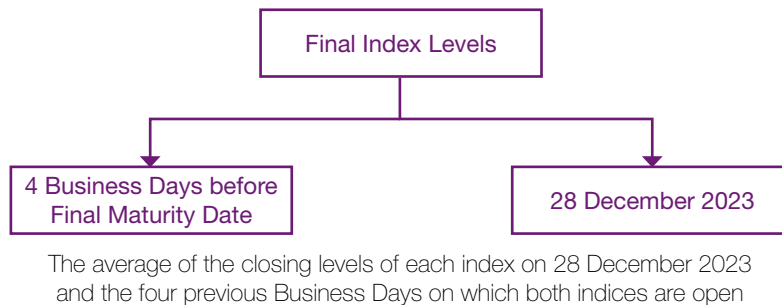 Final Index Levels
4 Business Days before
Final Maturity Date
28 December 2023
The average of the closing levels of each index on 28 December 2023
and the four previous Business Days on which both indices are open